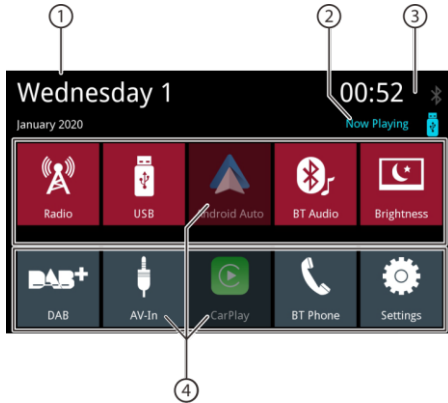 1
2
3
Wednesday 1
00:52
January 2020
Now Playing
Radio
USB
Android Auto
BT Audio
Brightness
DAB+
DAB
AV-In
CarPlay
BT Phone
Settings
4